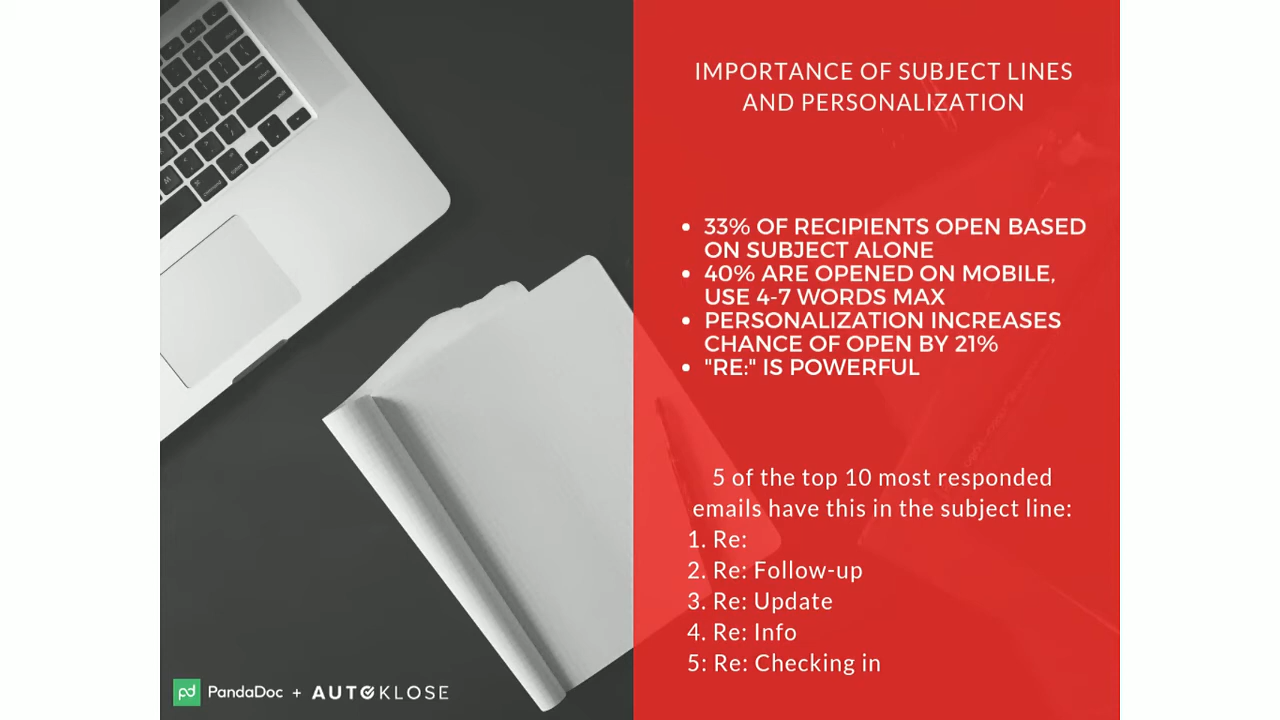 IMPORTANCE OF SUBJECT LINES
AND PERSONALIZATION
• 33% OF RECIPIENTS OPEN BASED
ON SUBJECT ALONE
• 40% ARE OPENED ON MOBILE,
USE 4-7 WORDS MAX
• PERSONALIZATION INCREASES
CHANCE OF OPEN BY 21%
• "RE:" IS POWERFUL
5 of the top 10 most responded
emails have this in the subject line:
1. Re:
2. Re: Follow-up
3. Re: Update
4. Re: Info
5: Re: Checking in
pd PandaDoc + AUTOKLOSE